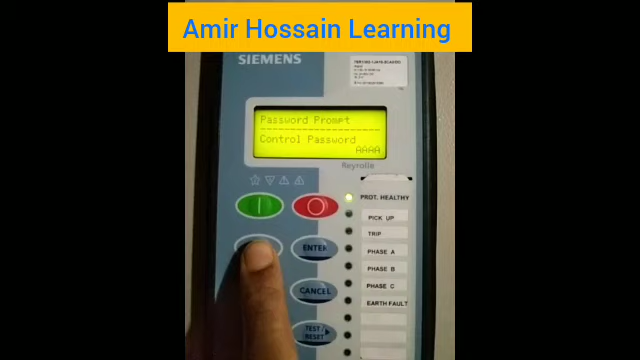 Amir Hossain Learning
SIEMENS
Password Prompt
Control Password
AAAA
Reyrolle
PROT. HEALTHY
PICK UP
TRIP
ENTER
PHASE A
PHASE B
PHASE C
CANCEL
EARTH FAULT
TEST/
RESET